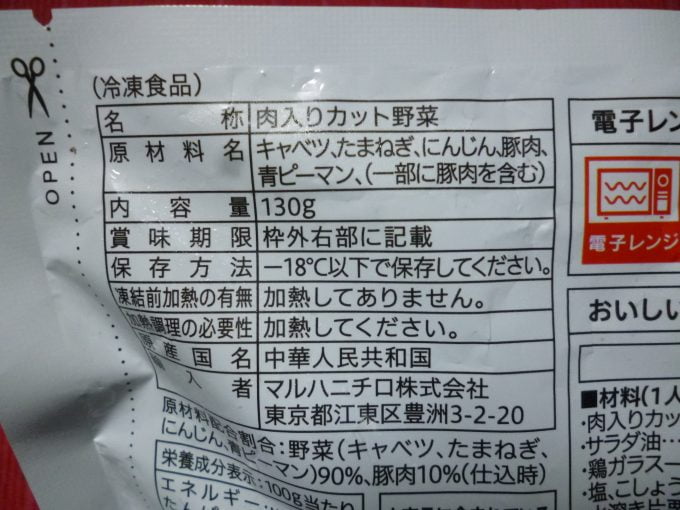 OPEN
(冷凍食品)
名 称 肉入りカット野菜
原材料名 キャベツ、たまねぎ、にんじん、豚肉、
青ピーマン、(一部に豚肉を含む)
内容量 130g
賞味期限 枠外右部に記載
保存方法 −18℃以下で保存してください。
凍結前加熱の有無 加熱してありません。
加熱調理の必要性 加熱してください。
原産国名 中華人民共和国
輸入者 マルハニチロ株式会社
東京都江東区豊洲3-2-20
原材料配合割合:野菜(キャベツ、たまねぎ、
にんじん、青ピーマン)90%、豚肉10%(仕込時)
栄養成分表示:100g当たり
エネルギー
たんぱ
電子レン
電子レンジ
おいしい
■材料(1人
・肉入りカッ
・サラダ油…
・鶏ガラスー
・塩、こしょう